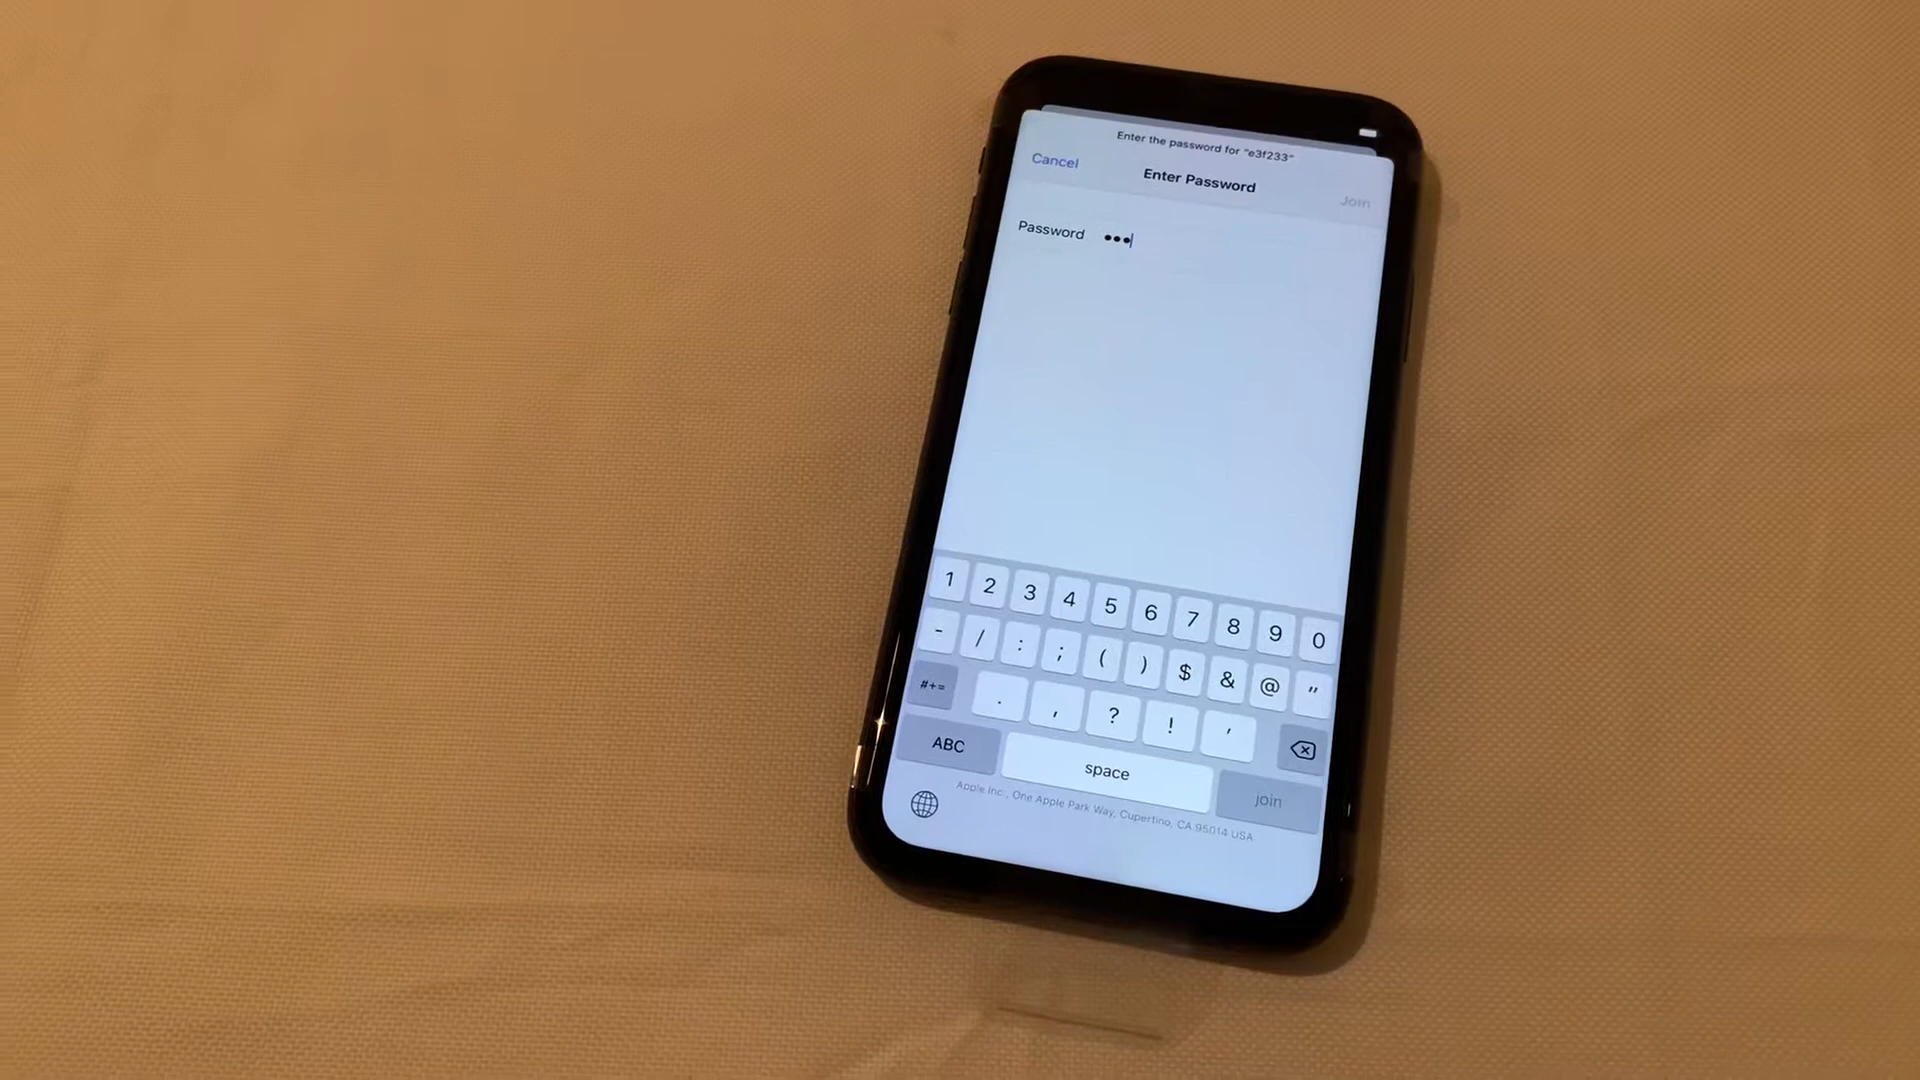 Enter the password for "e3f233"
Cancel
Enter Password
Join
Password •••
1 2 3 4 5 6 7 8 9 0
- / : ; ( ) $ & @ "
#+= . , ? ! '
ABC space join
Apple Inc., One Apple Park Way, Cupertino, CA 95014 USA